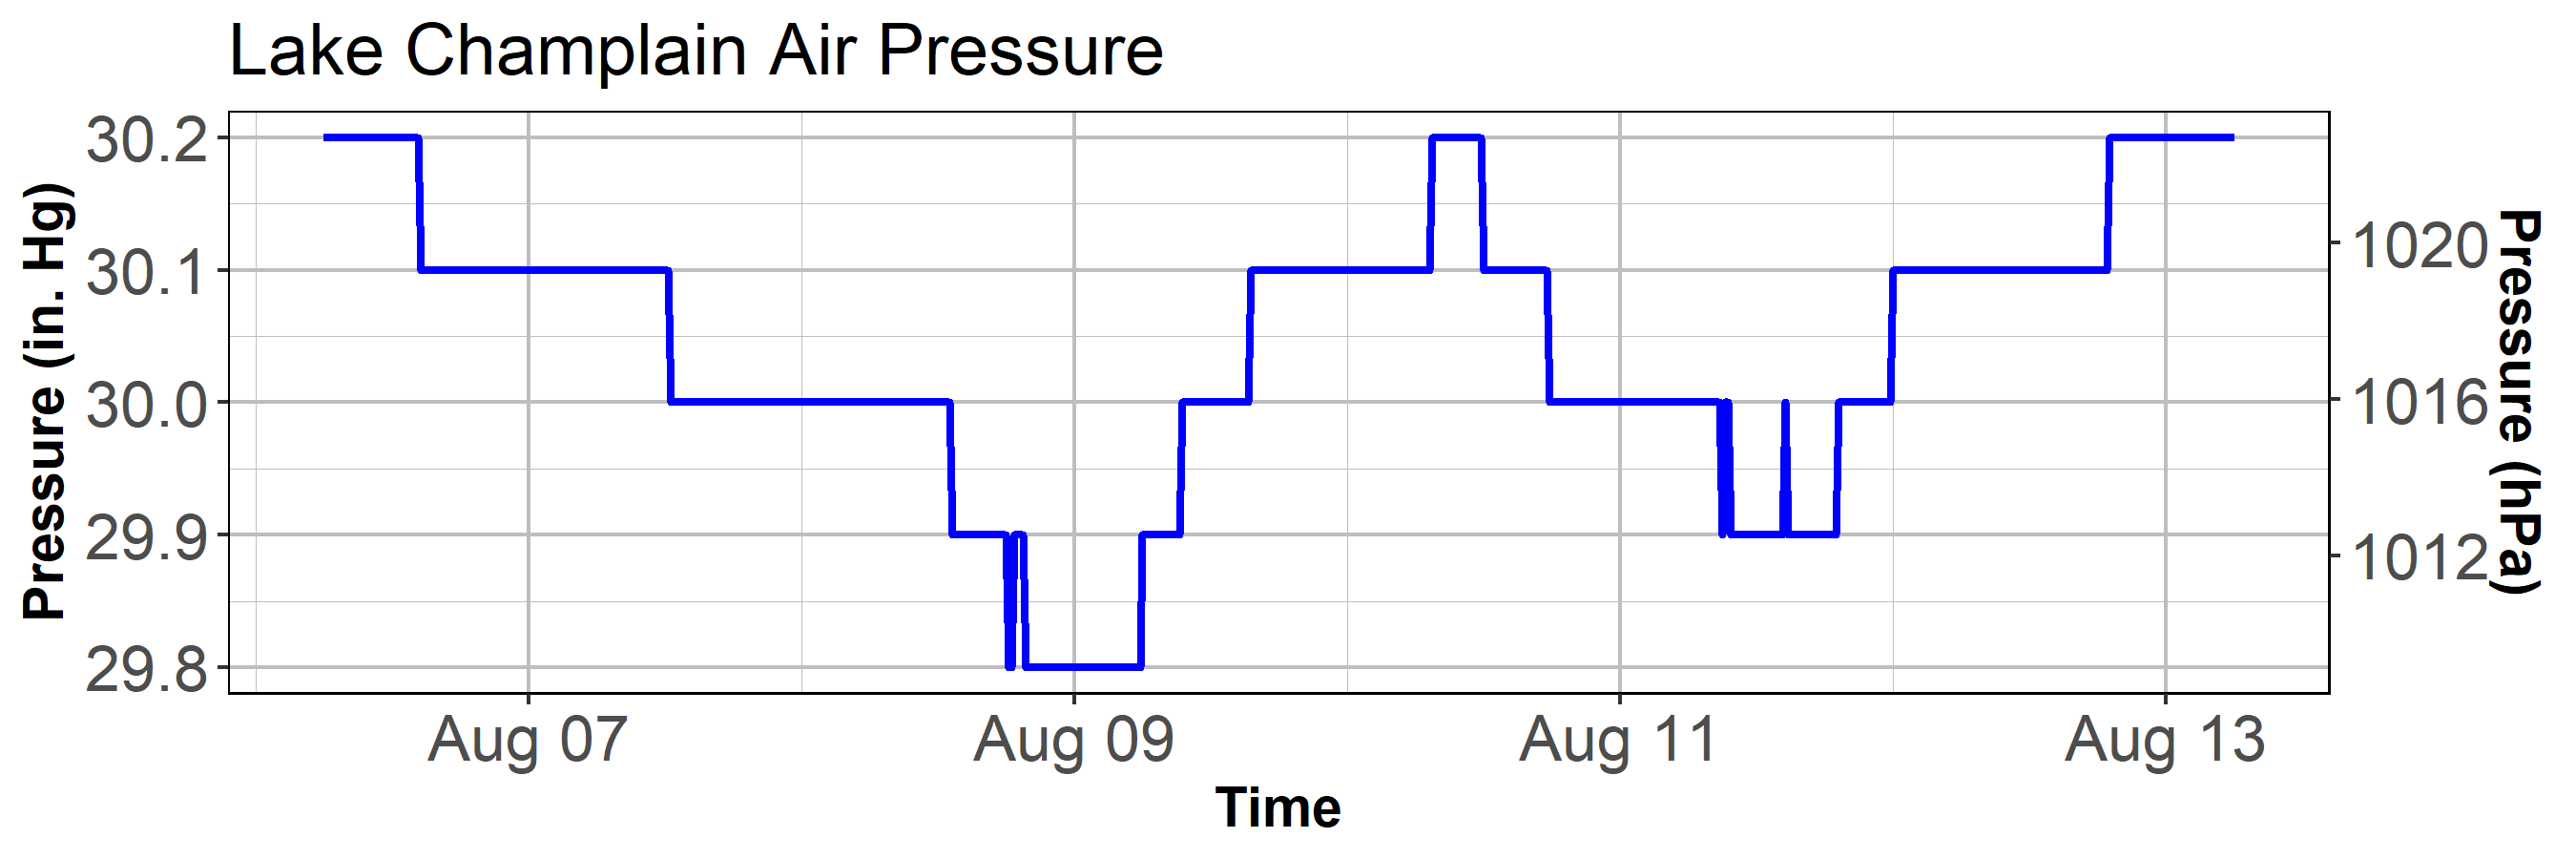 Lake Champlain Air Pressure
Pressure (in. Hg)
30.2
30.1
30.0
29.9
29.8
1020
1016
1012
Pressure (hPa)
Aug 07 Aug 09 Aug 11 Aug 13
Time